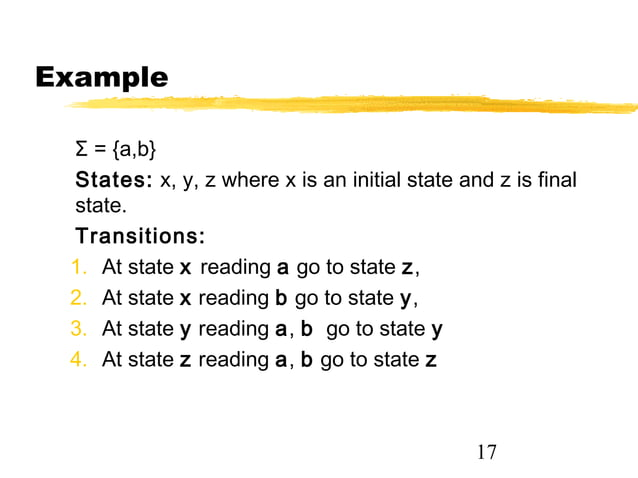 Example
Σ = {a,b}
States: x, y, z where x is an initial state and z is final
state.
Transitions:
1. At state x reading a go to state z,
2. At state x reading b go to state y,
3. At state y reading a, b go to state y
4. At state z reading a, b go to state z
17